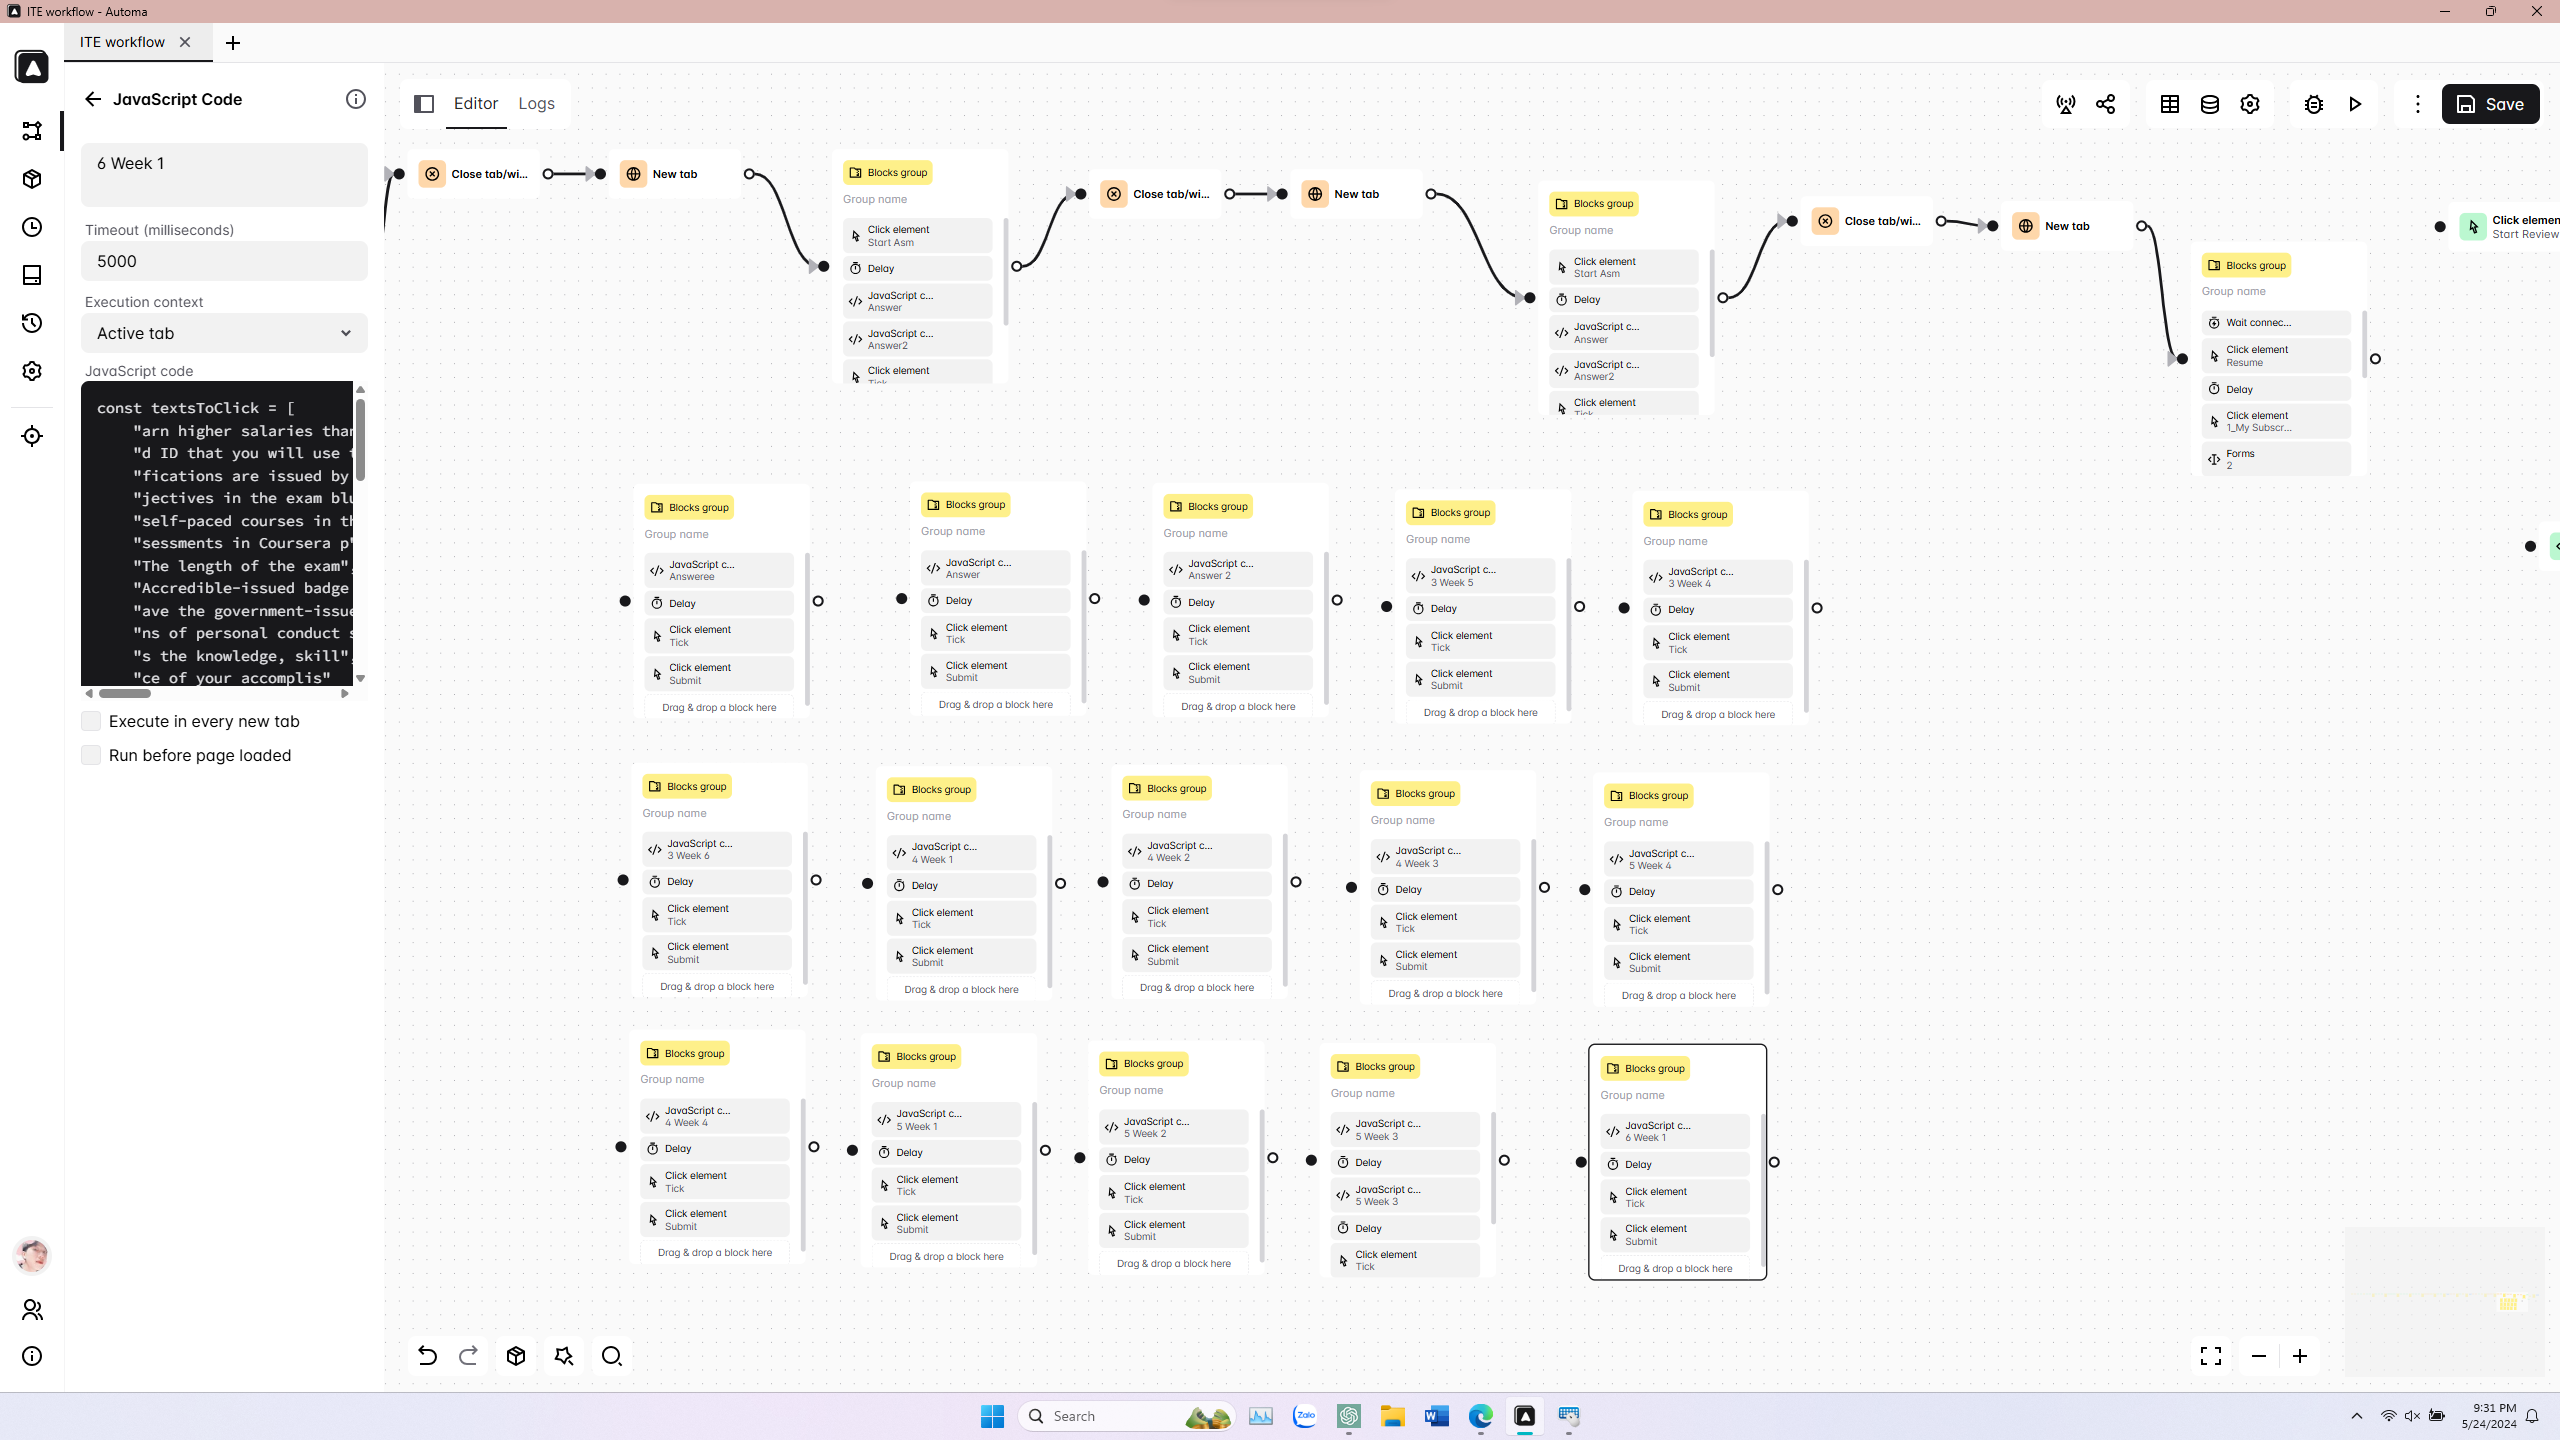 ITE workflow - Automa
ITE workflow
JavaScript Code
6 Week 1
Timeout (milliseconds)
5000
Execution context
Active tab
JavaScript code
const textsToClick = [
"arn higher salaries than
"d ID that you will use
"fications are issued by
"jectives in the exam blu
"self-paced courses in th
"sessments in Coursera p"
"The length of the exam",
"Accredible-issued badge
"ave the government-issue
"ns of personal conduct s
"s the knowledge, skill",
"ce of your accomplis"
Execute in every new tab
Run before page loaded
Editor
Logs
Save
Close tab/wi...
New tab
Blocks group
Group name
Click element
Start Asm
Delay
JavaScript c...
Answer
JavaScript c...
Answer2
Click element
Tick
Close tab/wi...
New tab
Blocks group
Group name
Click element
Start Asm
Delay
JavaScript c...
Answer
JavaScript c...
Answer2
Click element
Tick
Close tab/wi...
New tab
Blocks group
Group name
Wait connec...
Click element
Resume
Delay
Click element
1_My Subscr...
Forms
2
Click elemen
Start Review
Blocks group
Group name
JavaScript c...
Answeree
Delay
Click element
Tick
Click element
Submit
Drag & drop a block here
Blocks group
Group name
JavaScript c...
Answer
Delay
Click element
Tick
Click element
Submit
Drag & drop a block here
Blocks group
Group name
JavaScript c...
Answer 2
Delay
Click element
Tick
Click element
Submit
Drag & drop a block here
Blocks group
Group name
JavaScript c...
3 Week 5
Delay
Click element
Tick
Click element
Submit
Drag & drop a block here
Blocks group
Group name
JavaScript c...
3 Week 4
Delay
Click element
Tick
Click element
Submit
Drag & drop a block here
Blocks group
Group name
JavaScript c...
3 Week 6
Delay
Click element
Tick
Click element
Submit
Drag & drop a block here
Blocks group
Group name
JavaScript c...
4 Week 1
Delay
Click element
Tick
Click element
Submit
Drag & drop a block here
Blocks group
Group name
JavaScript c...
4 Week 2
Delay
Click element
Tick
Click element
Submit
Drag & drop a block here
Blocks group
Group name
JavaScript c...
4 Week 3
Delay
Click element
Tick
Click element
Submit
Drag & drop a block here
Blocks group
Group name
JavaScript c...
5 Week 4
Delay
Click element
Tick
Click element
Submit
Drag & drop a block here
Blocks group
Group name
JavaScript c...
4 Week 4
Delay
Click element
Tick
Click element
Submit
Drag & drop a block here
Blocks group
Group name
JavaScript c...
5 Week 1
Delay
Click element
Tick
Click element
Submit
Drag & drop a block here
Blocks group
Group name
JavaScript c...
5 Week 2
Delay
Click element
Tick
Click element
Submit
Drag & drop a block here
Blocks group
Group name
JavaScript c...
5 Week 3
Delay
JavaScript c...
5 Week 3
Delay
Click element
Tick
Blocks group
Group name
JavaScript c...
6 Week 1
Delay
Click element
Tick
Click element
Submit
Drag & drop a block here
Search
Zalo
9:31 PM
5/24/2024